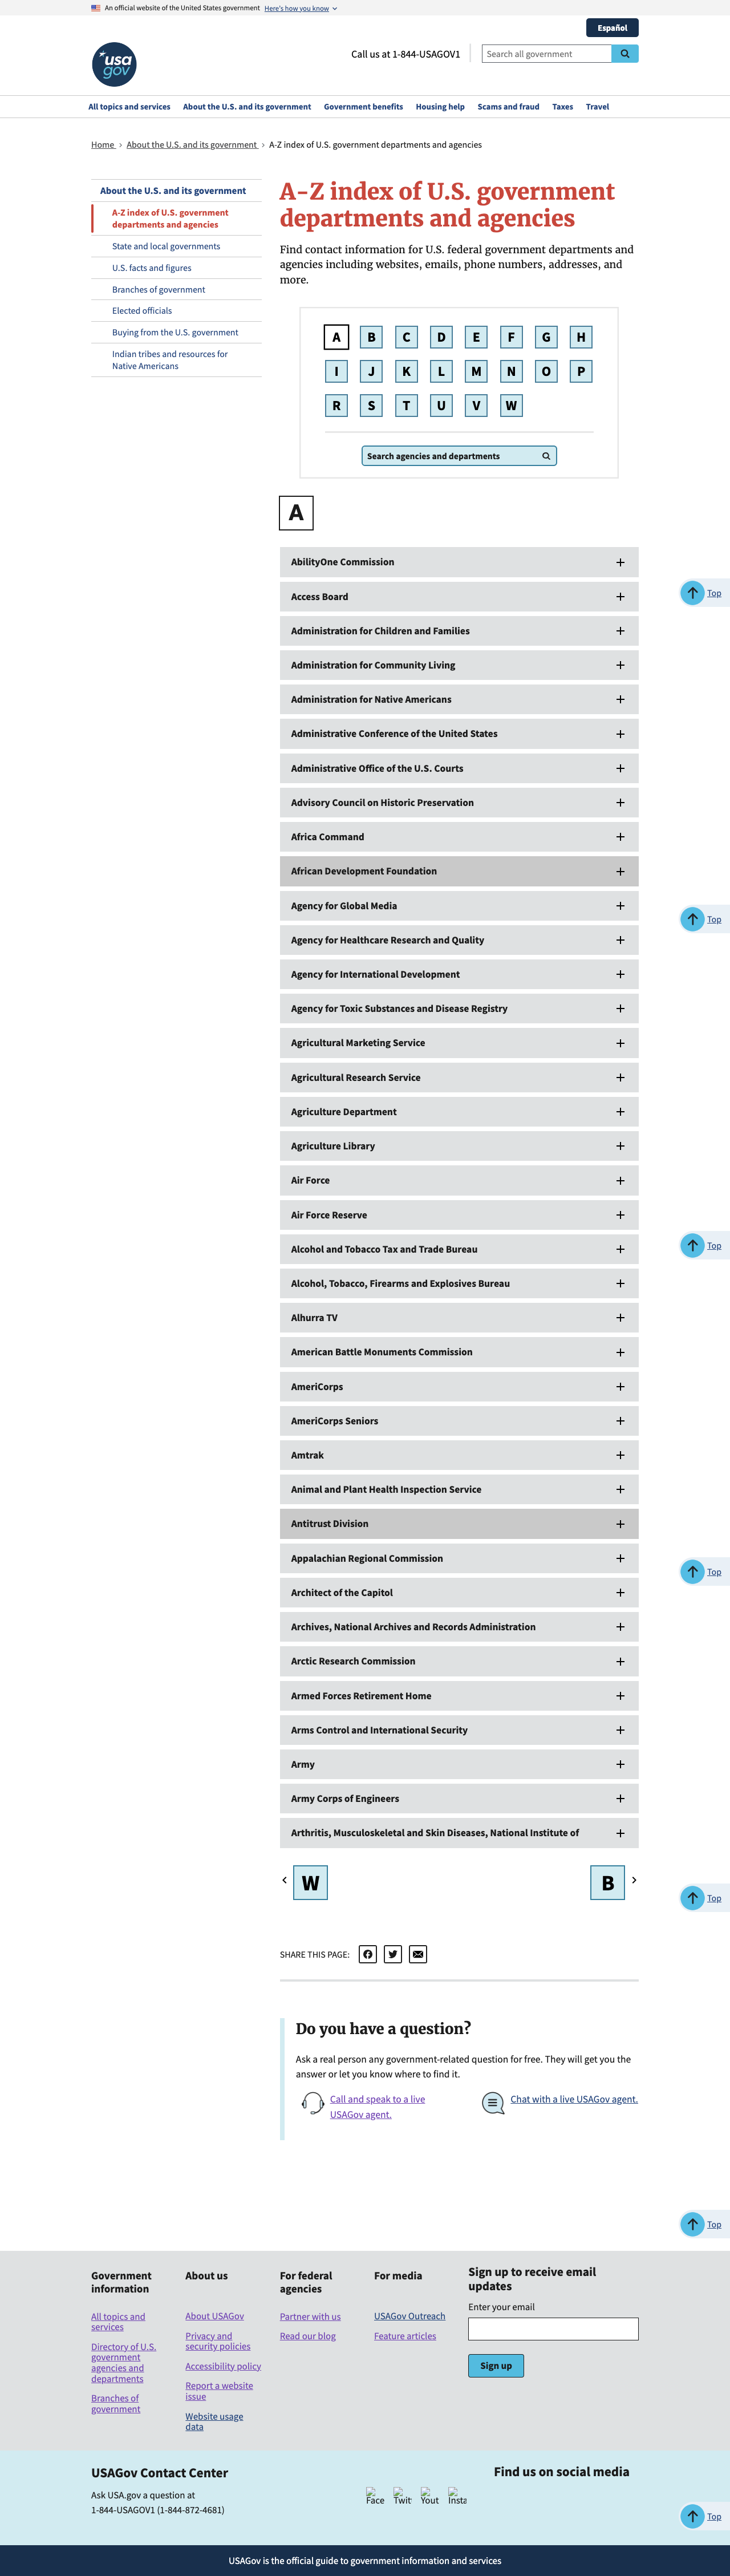 An official website of the United States government Here's how you know
Español
usa
gov
Call us at 1-844-USAGOV1
Search all government
All topics and services About the U.S. and its government Government benefits Housing help Scams and fraud Taxes Travel
Home > About the U.S. and its government > A-Z index of U.S. government departments and agencies
About the U.S. and its government
A-Z index of U.S. government
departments and agencies
State and local governments
U.S. facts and figures
Branches of government
Elected officials
Buying from the U.S. government
Indian tribes and resources for
Native Americans
A-Z index of U.S. government
departments and agencies
Find contact information for U.S. federal government departments and
agencies including websites, emails, phone numbers, addresses, and
more.
A B C D E F G H
I J K L M N O P
R S T U V W
Search agencies and departments
A
AbilityOne Commission
Top
Access Board
Administration for Children and Families
Administration for Community Living
Administration for Native Americans
Administrative Conference of the United States
Administrative Office of the U.S. Courts
Advisory Council on Historic Preservation
Africa Command
African Development Foundation
Agency for Global Media
Top
Agency for Healthcare Research and Quality
Agency for International Development
Agency for Toxic Substances and Disease Registry
Agricultural Marketing Service
Agricultural Research Service
Agriculture Department
Agriculture Library
Air Force
Air Force Reserve
Top
Alcohol and Tobacco Tax and Trade Bureau
Alcohol, Tobacco, Firearms and Explosives Bureau
Alhurra TV
American Battle Monuments Commission
AmeriCorps
AmeriCorps Seniors
Amtrak
Animal and Plant Health Inspection Service
Antitrust Division
Appalachian Regional Commission
Top
Architect of the Capitol
Archives, National Archives and Records Administration
Arctic Research Commission
Armed Forces Retirement Home
Arms Control and International Security
Army
Army Corps of Engineers
Arthritis, Musculoskeletal and Skin Diseases, National Institute of
W B
Top
SHARE THIS PAGE:
Do you have a question?
Ask a real person any government-related question for free. They will get you the
answer or let you know where to find it.
Call and speak to a live
USAGov agent.
Chat with a live USAGov agent.
Top
Government
information
All topics and
services
Directory of U.S.
government
agencies and
departments
Branches of
government
About us
About USAGov
Privacy and
security policies
Accessibility policy
Report a website
issue
Website usage
data
For federal
agencies
Partner with us
Read our blog
For media
USAGov Outreach
Feature articles
Sign up to receive email
updates
Enter your email
Sign up
USAGov Contact Center
Ask USA.gov a question at
1-844-USAGOV1 (1-844-872-4681)
Find us on social media
Face Twit Yout Insta
Top
USAGov is the official guide to government information and services